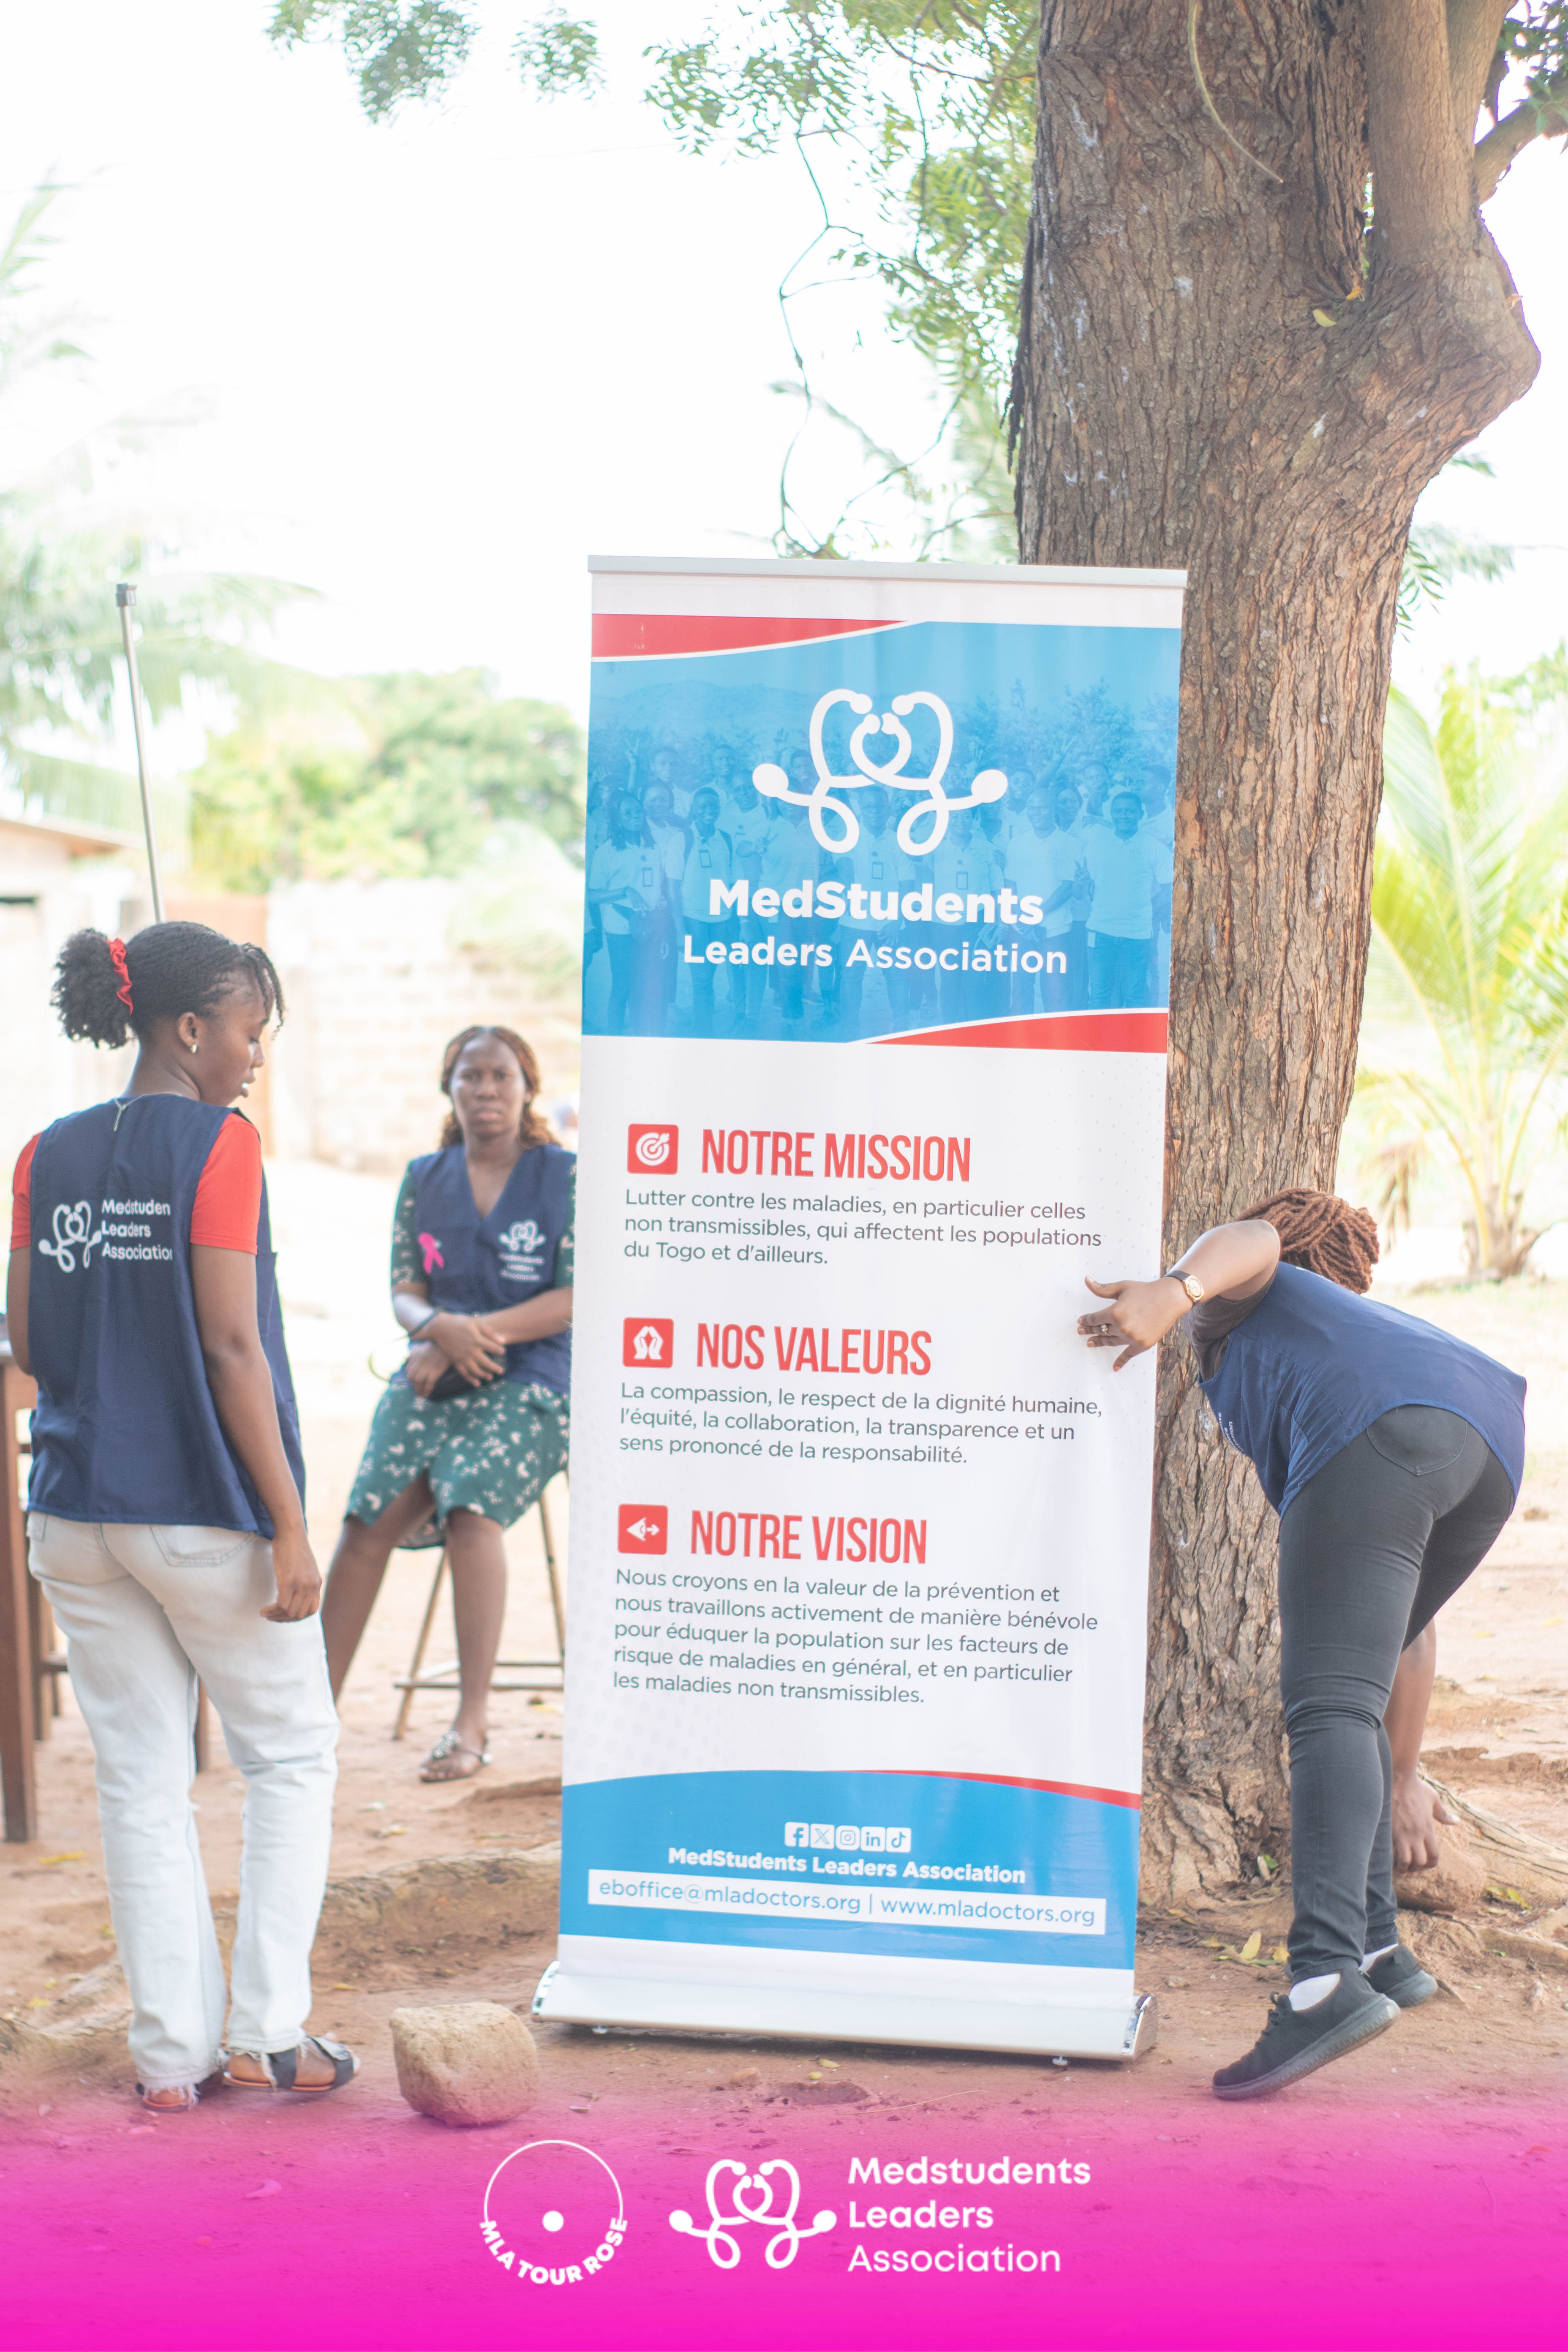 MedStudents
Leaders Association
NOTRE MISSION
Lutter contre les maladies, en particulier celles
non transmissibles, qui affectent les populations
du Togo et d'ailleurs.
NOS VALEURS
La compassion, le respect de la dignité humaine,
l'équité, la collaboration, la transparence et un
sens prononcé de la responsabilité.
NOTRE VISION
Nous croyons en la valeur de la prévention et
nous travaillons activement de manière bénévole
pour éduquer la population sur les facteurs de
risque de maladies en général, et en particulier
les maladies non transmissibles.
MedStudents Leaders Association
eboffice@mladoctors.org | www.mladoctors.org
Medstuden
Leaders
Association
MLA TOUR ROSE
Medstudents
Leaders
Association